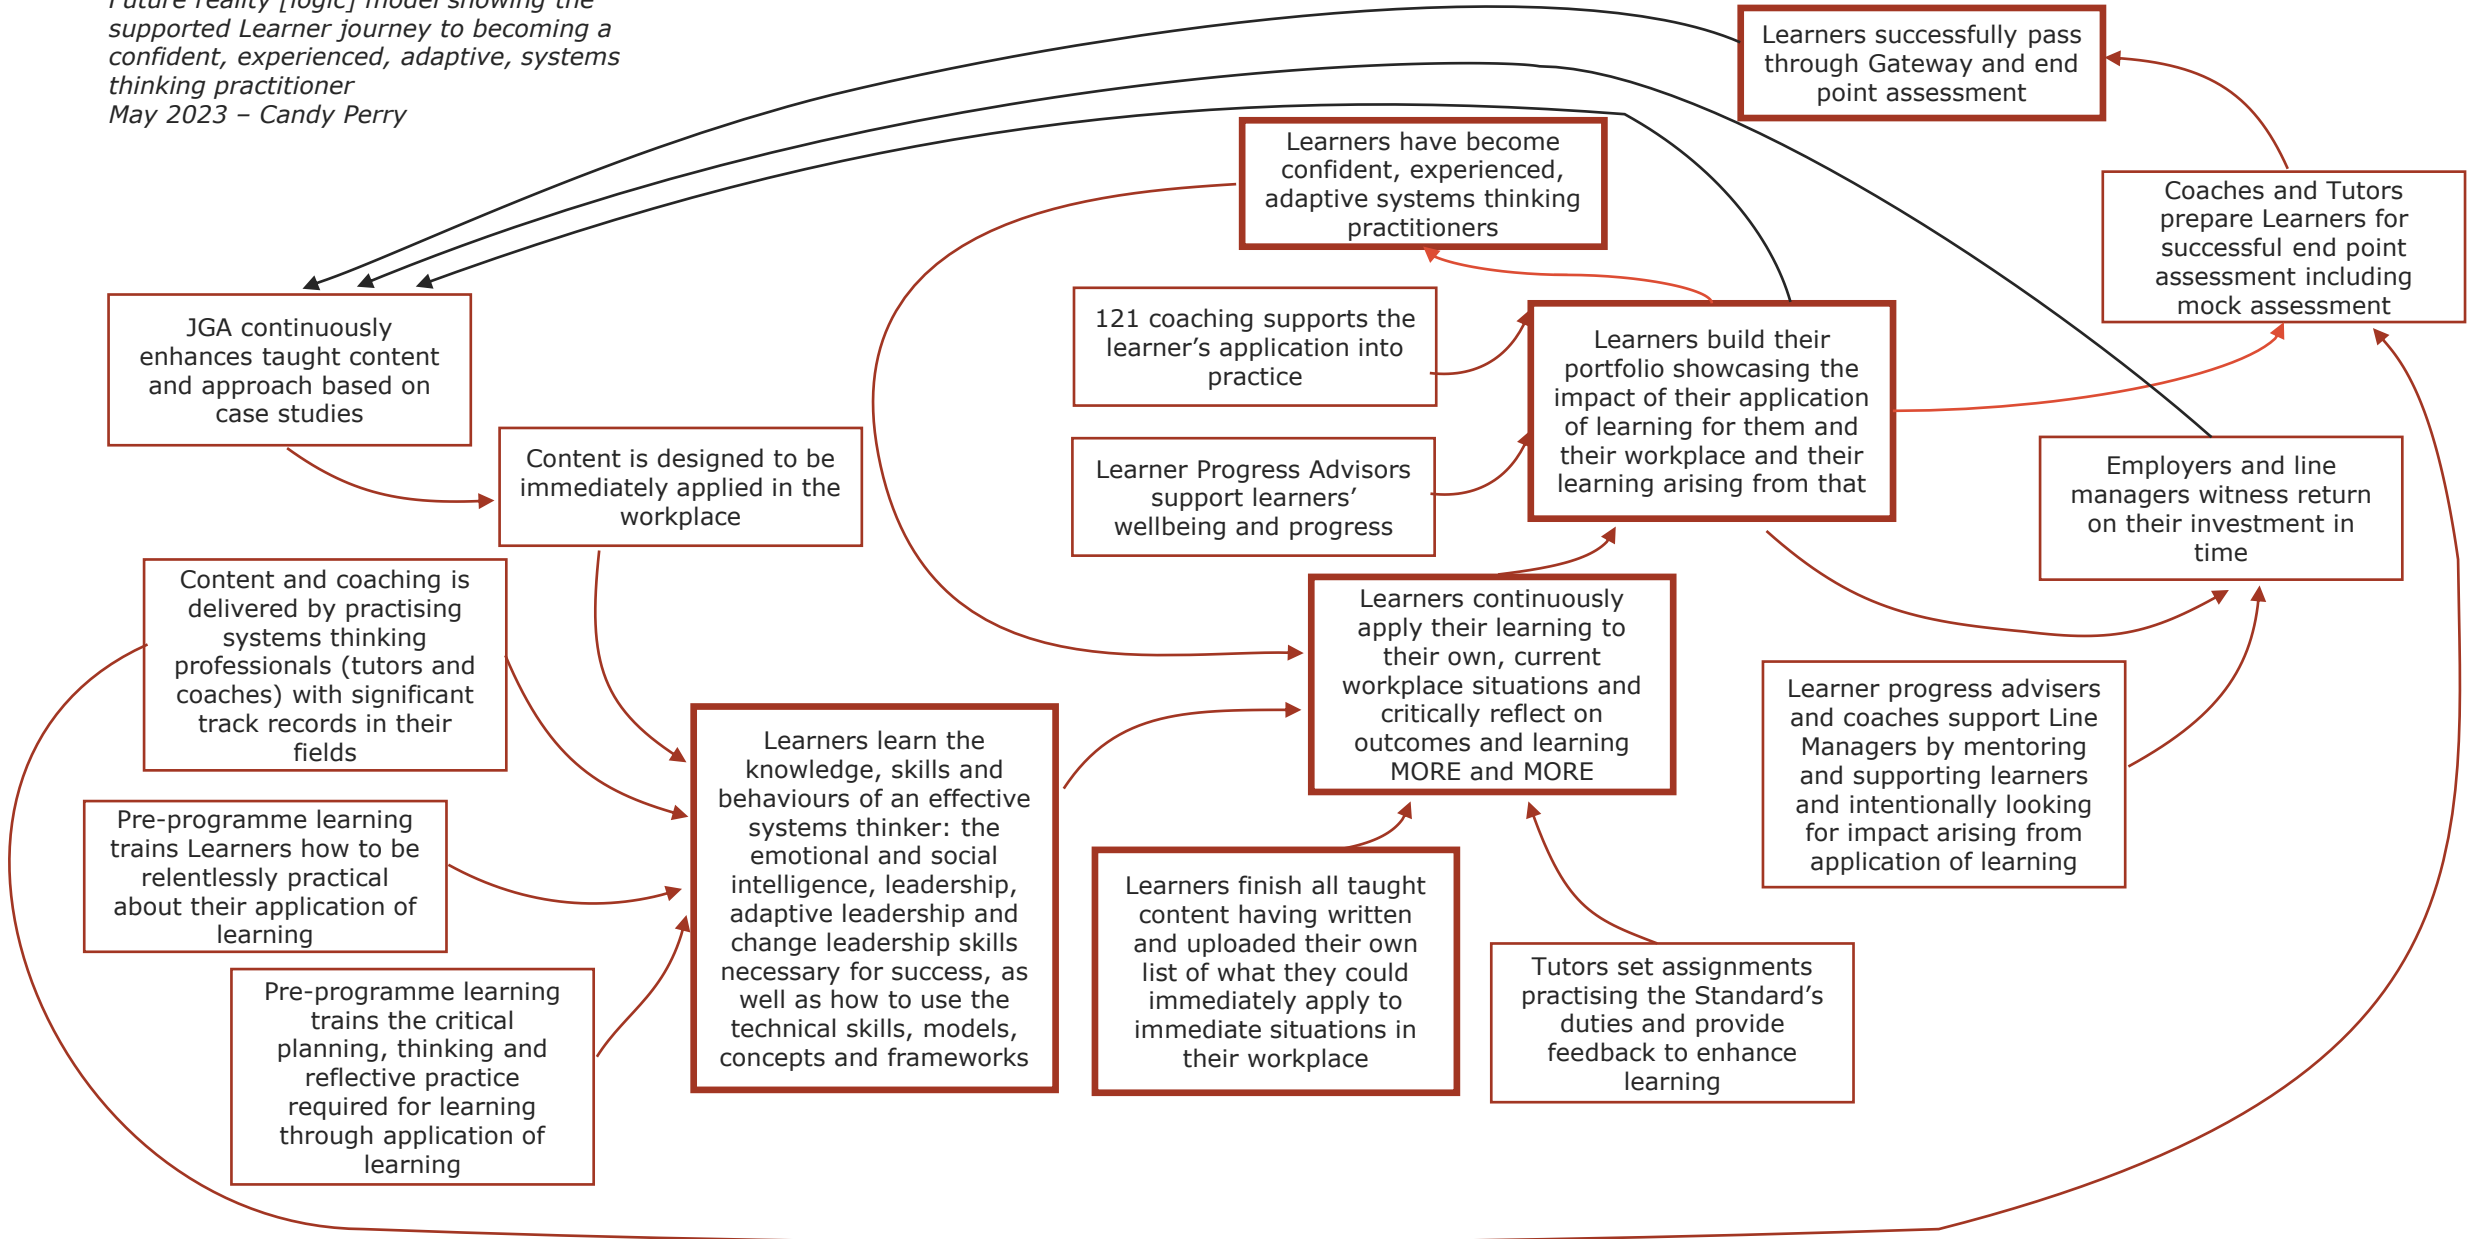 Future reality [logic] model showing the
supported Learner journey to becoming a
confident, experienced, adaptive, systems
thinking practitioner
May 2023 – Candy Perry
Learners successfully pass
through Gateway and end
point assessment
Learners have become
confident, experienced,
adaptive systems thinking
practitioners
Coaches and Tutors
prepare Learners for
successful end point
assessment including
mock assessment
JGA continuously
enhances taught content
and approach based on
case studies
121 coaching supports the
learner’s application into
practice
Learners build their
portfolio showcasing the
impact of their application
of learning for them and
their workplace and their
learning arising from that
Content is designed to be
immediately applied in the
workplace
Learner Progress Advisors
support learners’
wellbeing and progress
Employers and line
managers witness return
on their investment in
time
Content and coaching is
delivered by practising
systems thinking
professionals (tutors and
coaches) with significant
track records in their
fields
Learners continuously
apply their learning to
their own, current
workplace situations and
critically reflect on
outcomes and learning
MORE and MORE
Learner progress advisers
and coaches support Line
Managers by mentoring
and supporting learners
and intentionally looking
for impact arising from
application of learning
Learners learn the
knowledge, skills and
behaviours of an effective
systems thinker: the
emotional and social
intelligence, leadership,
adaptive leadership and
change leadership skills
necessary for success, as
well as how to use the
technical skills, models,
concepts and frameworks
Pre-programme learning
trains Learners how to be
relentlessly practical
about their application of
learning
Learners finish all taught
content having written
and uploaded their own
list of what they could
immediately apply to
immediate situations in
their workplace
Tutors set assignments
practising the Standard’s
duties and provide
feedback to enhance
learning
Pre-programme learning
trains the critical
planning, thinking and
reflective practice
required for learning
through application of
learning